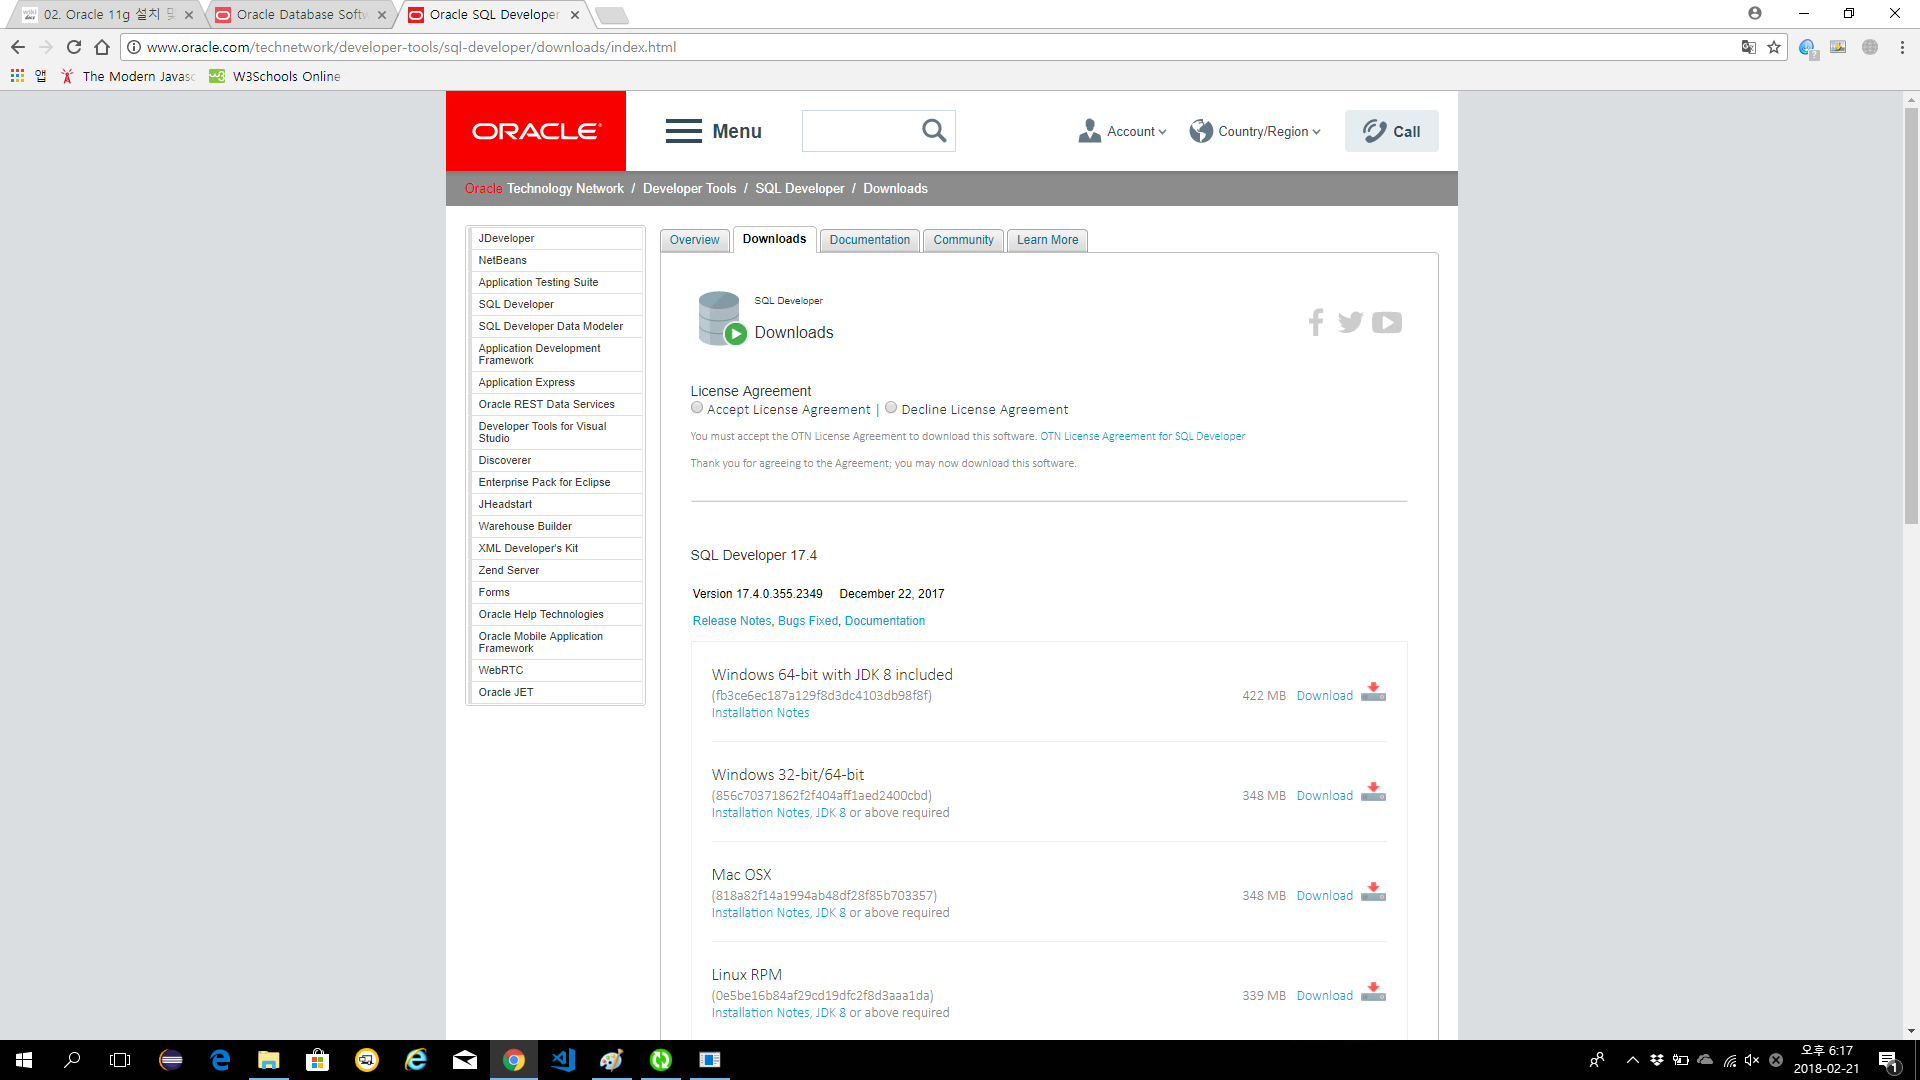 02. Oracle 11g 설치 및
Oracle Database Softw
Oracle SQL Developer
www.oracle.com/technetwork/developer-tools/sql-developer/downloads/index.html
앱
The Modern Javasc
W3Schools Online
ORACLE
Menu
Account
Country/Region
Call
Oracle Technology Network / Developer Tools / SQL Developer / Downloads
JDeveloper
NetBeans
Application Testing Suite
SQL Developer
SQL Developer Data Modeler
Application Development
Framework
Application Express
Oracle REST Data Services
Developer Tools for Visual
Studio
Discoverer
Enterprise Pack for Eclipse
JHeadstart
Warehouse Builder
XML Developer's Kit
Zend Server
Forms
Oracle Help Technologies
Oracle Mobile Application
Framework
WebRTC
Oracle JET
Overview
Downloads
Documentation
Community
Learn More
SQL Developer
Downloads
License Agreement
Accept License Agreement | Decline License Agreement
You must accept the OTN License Agreement to download this software. OTN License Agreement for SQL Developer
Thank you for agreeing to the Agreement; you may now download this software.
SQL Developer 17.4
Version 17.4.0.355.2349 December 22, 2017
Release Notes, Bugs Fixed, Documentation
Windows 64-bit with JDK 8 included
(fb3ce6ec187a129f8d3dc4103db98f8f)
422 MB Download
Installation Notes
Windows 32-bit/64-bit
(856c70371862f2f404aff1aed2400cbd)
348 MB Download
Installation Notes, JDK 8 or above required
Mac OSX
(818a82f14a1994ab48df28f85b703357)
348 MB Download
Installation Notes, JDK 8 or above required
Linux RPM
(0e5be16b84af29cd19dfc2f8d3aaa1da)
339 MB Download
Installation Notes, JDK 8 or above required
오후 6:17
2018-02-21
1